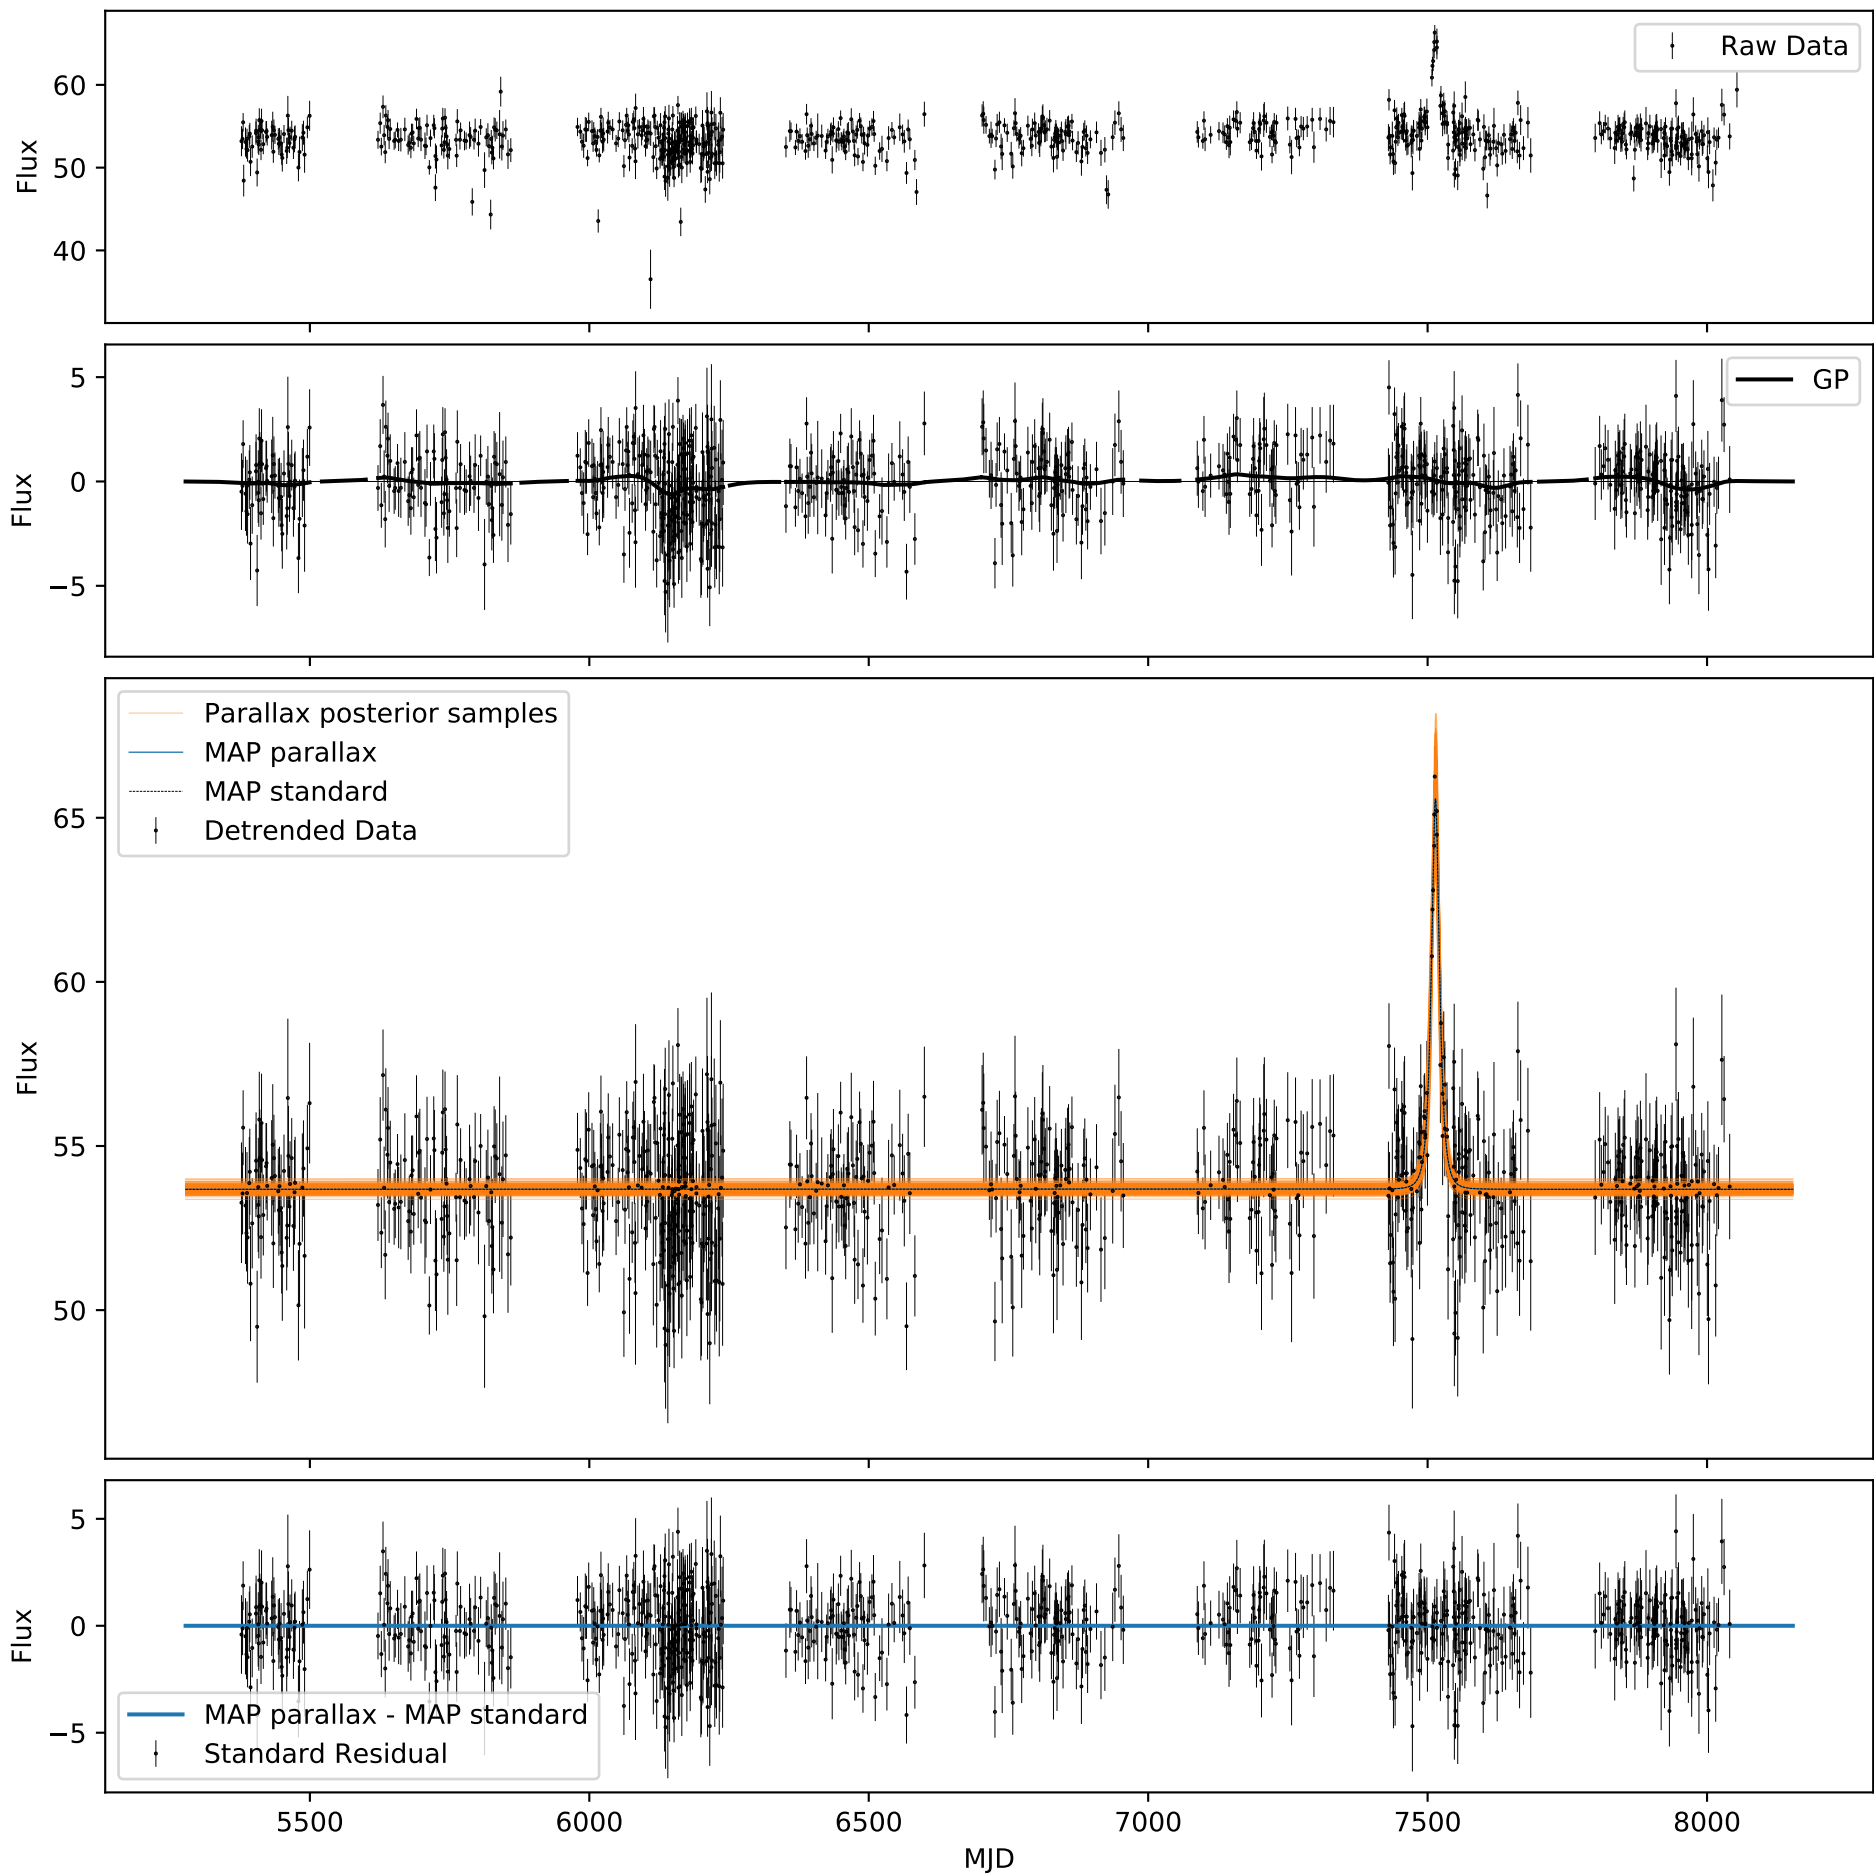 Flux
60
50
40
Raw Data
Flux
5
0
−5
GP
Flux
65
60
55
50
Parallax posterior samples
MAP parallax
MAP standard
Detrended Data
Flux
5
0
−5
MAP parallax - MAP standard
Standard Residual
5500
6000
6500
7000
7500
8000
MJD